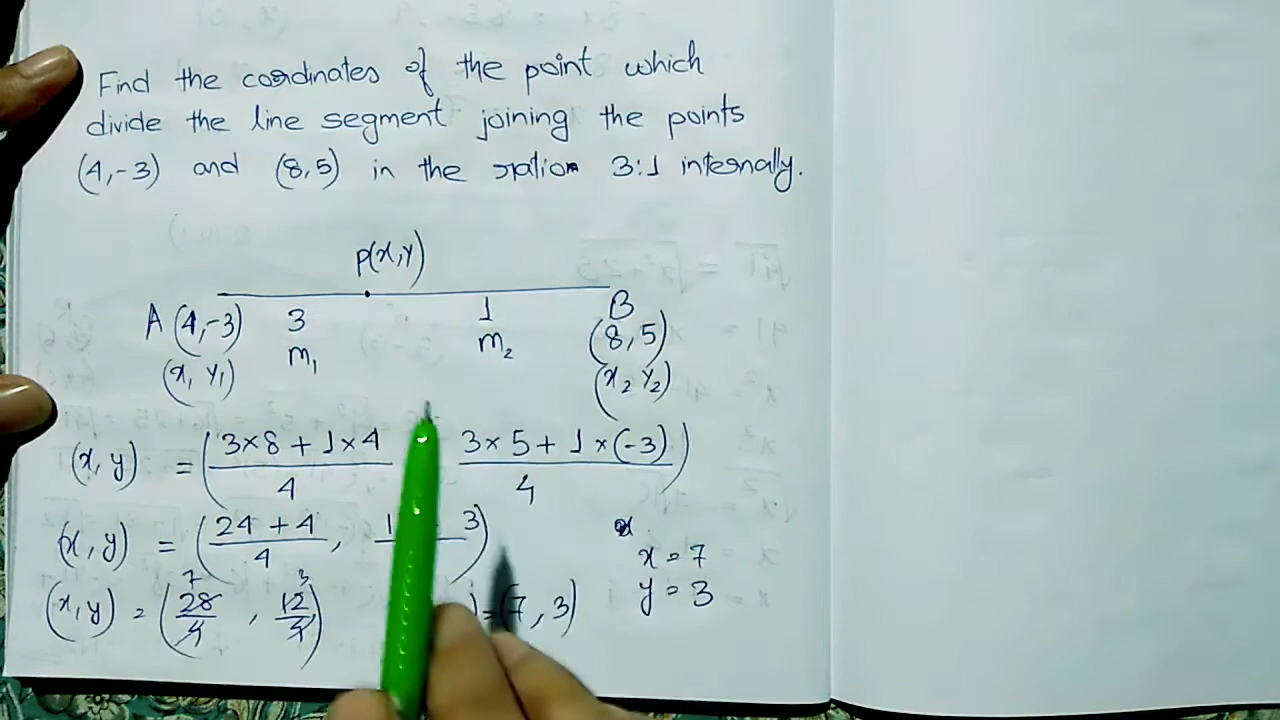 Find the coordinates of the point which
divide the line segment joining the points
(4,-3) and (8,5) in the ration 3:1 internally.
P(x,y)
A (4,-3) 3 1 B (8,5)
m₁ m₂
(x, y₁) (x₂ y₂)
(x, y) = (3×8+1×4 / 4 3×5+1×(-3) / 4)
(x, y) = (24+4 / 4, 3)
(x, y) = (28/4, 12/4) = (7, 3)
7 3
x = 7
y = 3